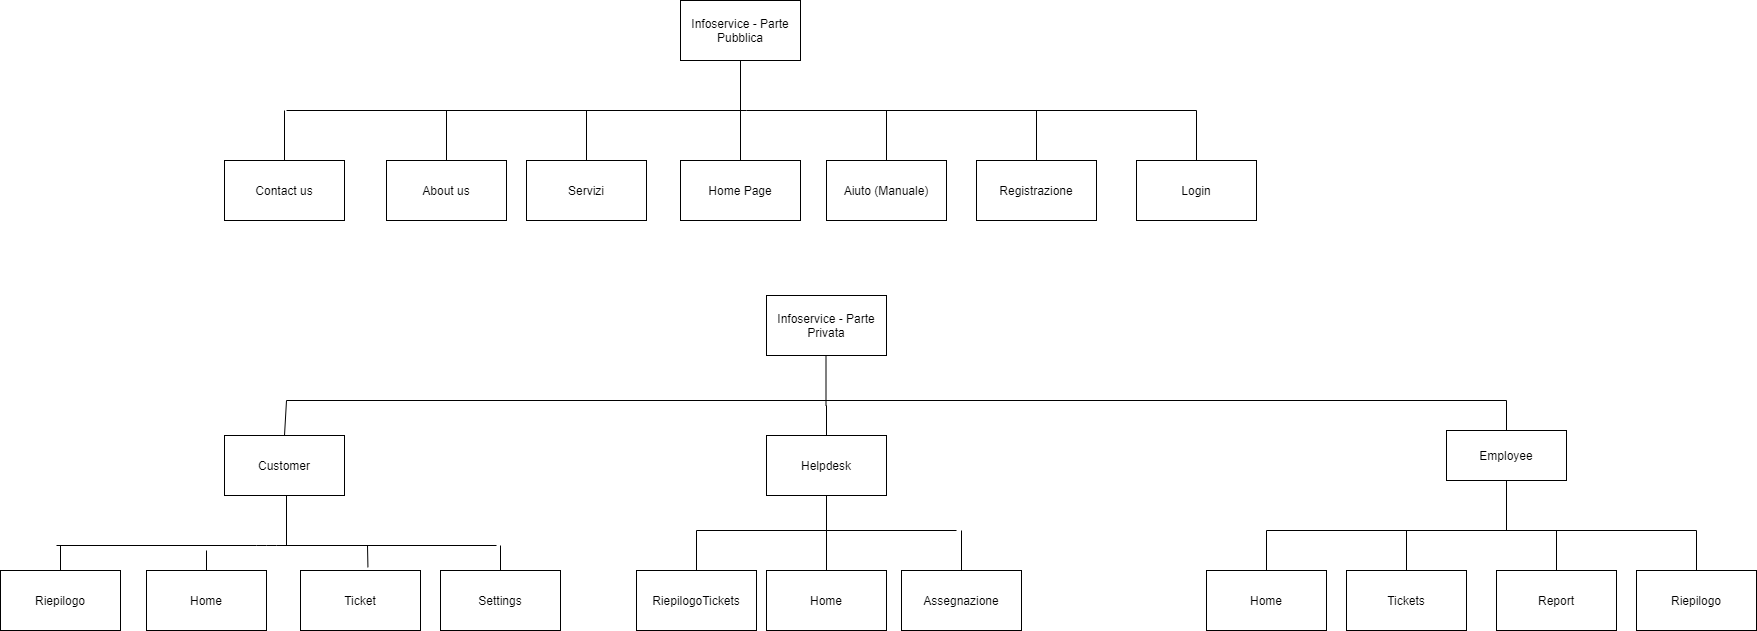 Infoservice - Parte
Pubblica
Contact us
About us
Servizi
Home Page
Aiuto (Manuale)
Registrazione
Login
Infoservice - Parte
Privata
Customer
Helpdesk
Employee
Riepilogo
Home
Ticket
Settings
RiepilogoTickets
Home
Assegnazione
Home
Tickets
Report
Riepilogo